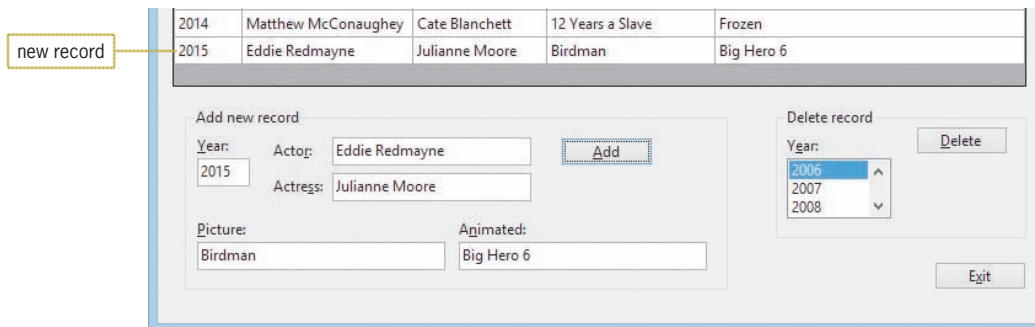 2014 Matthew McConaughey Cate Blanchett 12 Years a Slave Frozen
new record
2015 Eddie Redmayne Julianne Moore Birdman Big Hero 6
Add new record
Year:
2015
Actor: Eddie Redmayne
Actress: Julianne Moore
Add
Picture:
Birdman
Animated:
Big Hero 6
Delete record
Year:
2006
2007
2008
Delete
Exit